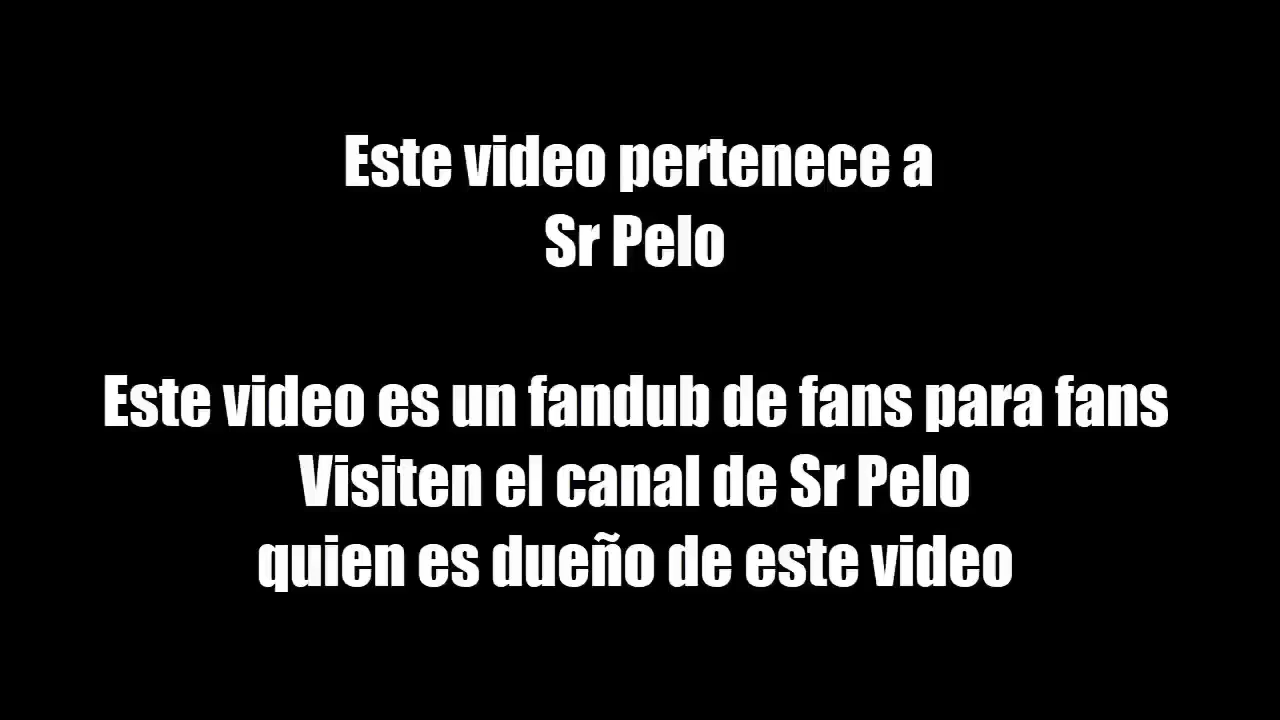 Este video pertenece a
Sr Pelo
Este video es un fandub de fans para fans
Visiten el canal de Sr Pelo
quien es dueño de este video